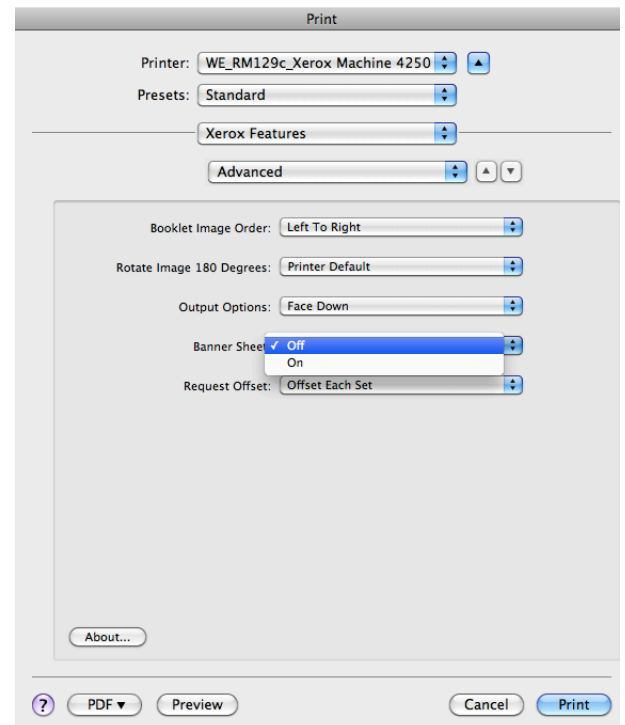 Print
Printer: WE_RM129c_Xerox Machine 4250
Presets: Standard
Xerox Features
Advanced
Booklet Image Order: Left To Right
Rotate Image 180 Degrees: Printer Default
Output Options: Face Down
Banner Sheet ✓ Off
On
Request Offset: Offset Each Set
About...
? PDF ▼ Preview Cancel Print